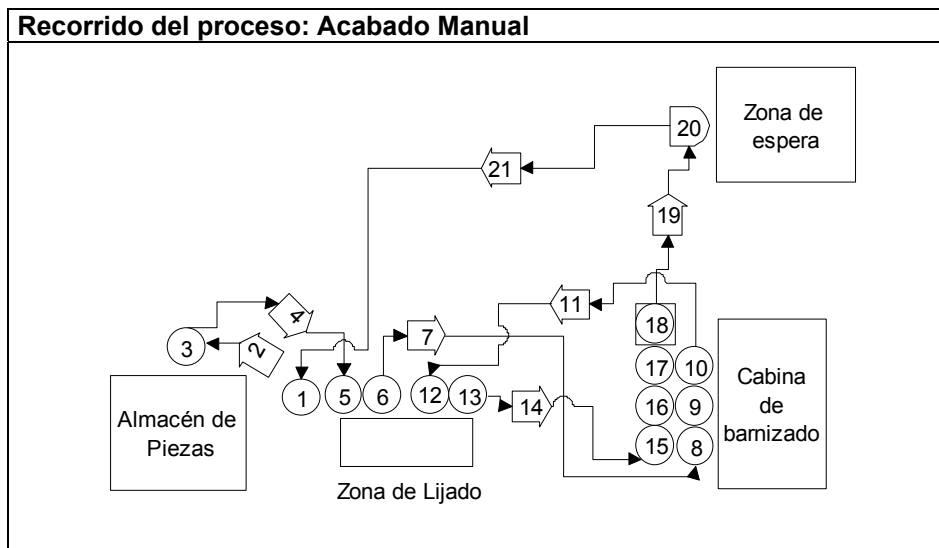 Recorrido del proceso: Acabado Manual
Zona de
espera
20
21
19
11
18
4
3
2
7
17
10
1
5
6
12
13
14
16
9
15
8
Almacén de
Piezas
Cabina
de
barnizado
Zona de Lijado